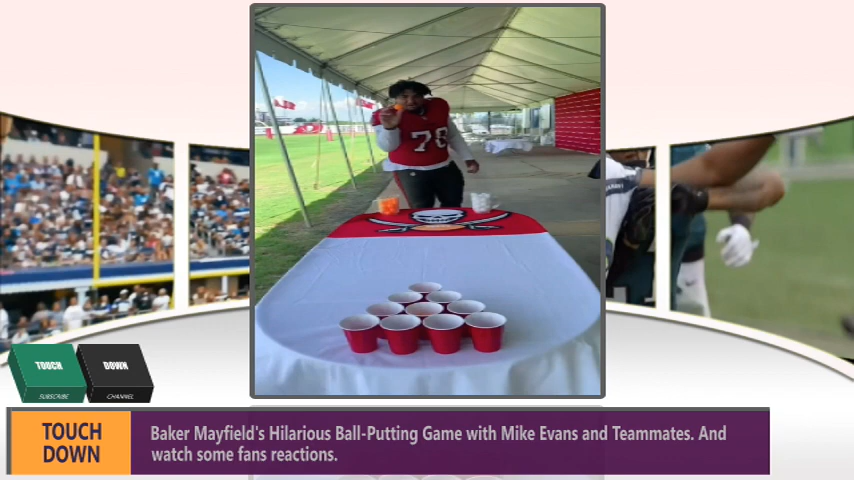 78
TOUCH
DOWN
SUBSCRIBE
CHANNEL
TOUCH
DOWN
Baker Mayfield's Hilarious Ball-Putting Game with Mike Evans and Teammates. And
watch some fans reactions.